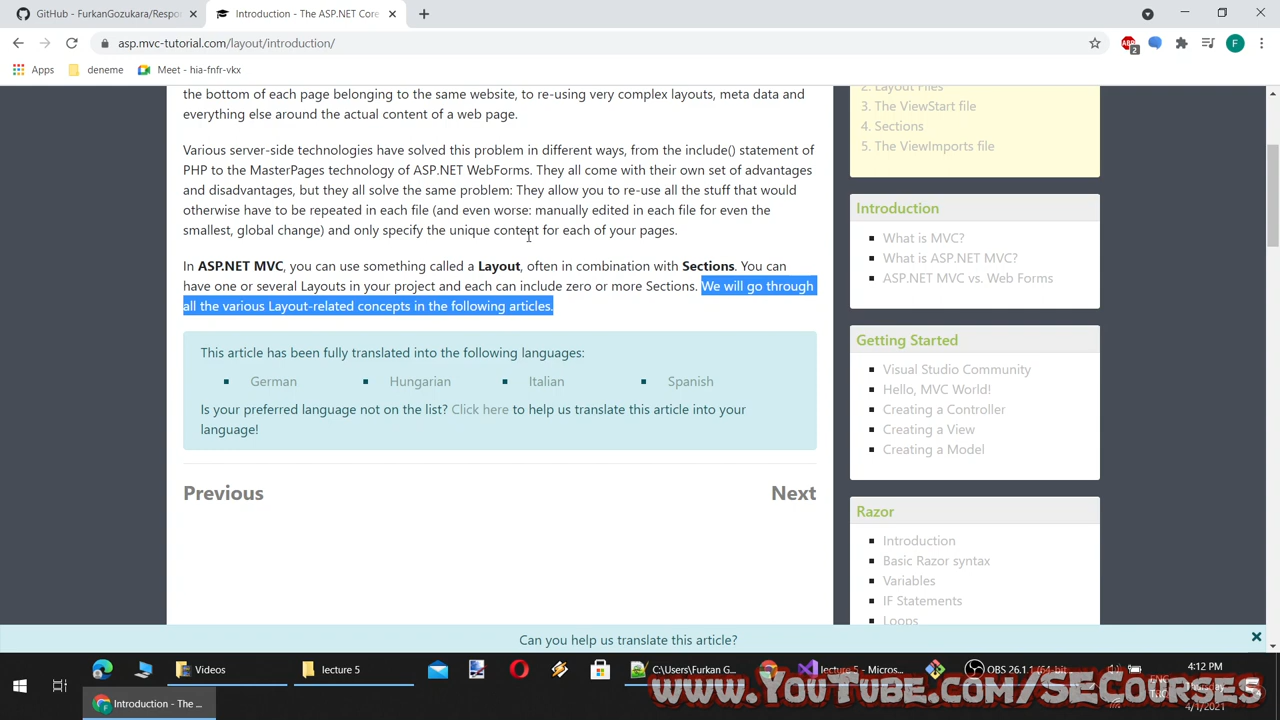 GitHub - FurkanGozukara/Respon
Introduction - The ASP.NET Core
asp.mvc-tutorial.com/layout/introduction/
2
F
Apps
deneme
Meet - hia-fnfr-vkx
the bottom of each page belonging to the same website, to re-using very complex layouts, meta data and
everything else around the actual content of a web page.
Various server-side technologies have solved this problem in different ways, from the include() statement of
PHP to the MasterPages technology of ASP.NET WebForms. They all come with their own set of advantages
and disadvantages, but they all solve the same problem: They allow you to re-use all the stuff that would
otherwise have to be repeated in each file (and even worse: manually edited in each file for even the
smallest, global change) and only specify the unique content for each of your pages.
In ASP.NET MVC, you can use something called a Layout, often in combination with Sections. You can
have one or several Layouts in your project and each can include zero or more Sections. We will go through
all the various Layout-related concepts in the following articles.
This article has been fully translated into the following languages:
German
Hungarian
Italian
Spanish
Is your preferred language not on the list? Click here to help us translate this article into your
language!
Previous
Next
2. Layout Files
3. The ViewStart file
4. Sections
5. The ViewImports file
Introduction
What is MVC?
What is ASP.NET MVC?
ASP.NET MVC vs. Web Forms
Getting Started
Visual Studio Community
Hello, MVC World!
Creating a Controller
Creating a View
Creating a Model
Razor
Introduction
Basic Razor syntax
Variables
IF Statements
Loops
Can you help us translate this article?
Videos
lecture 5
C:\Users\Furkan G...
lecture 5 - Micros...
OBS 26.1.1 (64-bit...
4:12 PM
Thursday
4/1/2021
ENG
Introduction - The ...
www.YouTube.com/SECourses